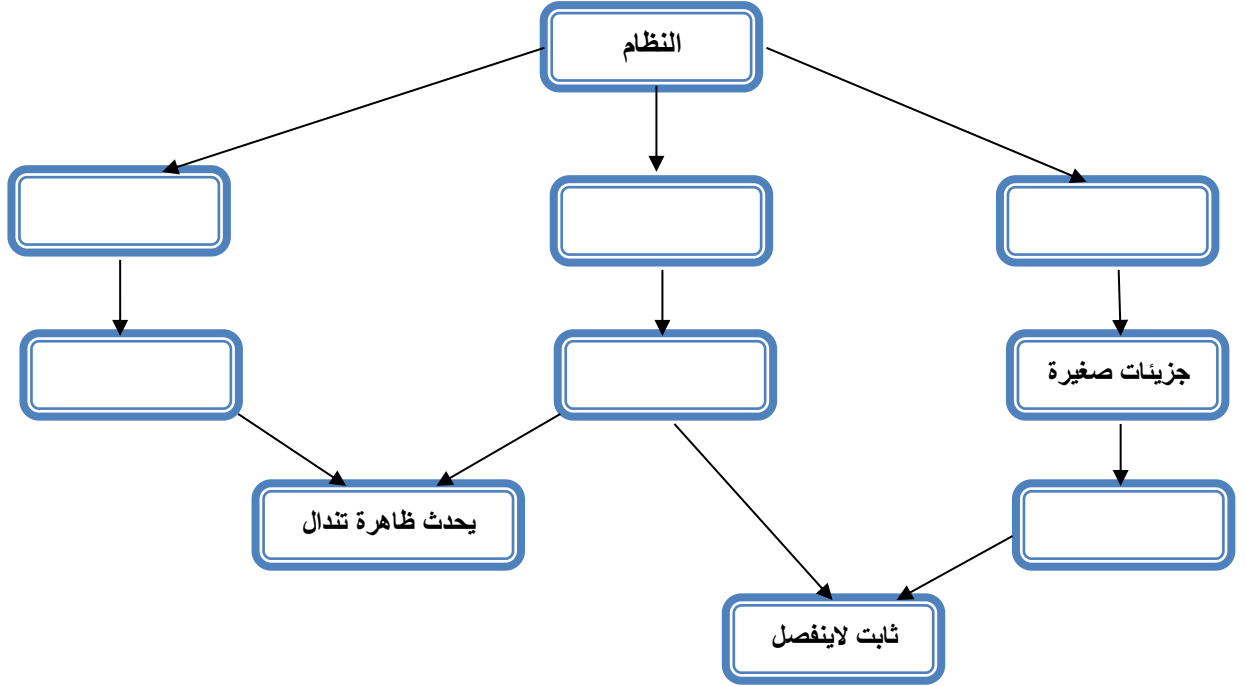 النظام
جزيئات صغيرة
يحدث ظاهرة تندال
ثابت لاينفصل